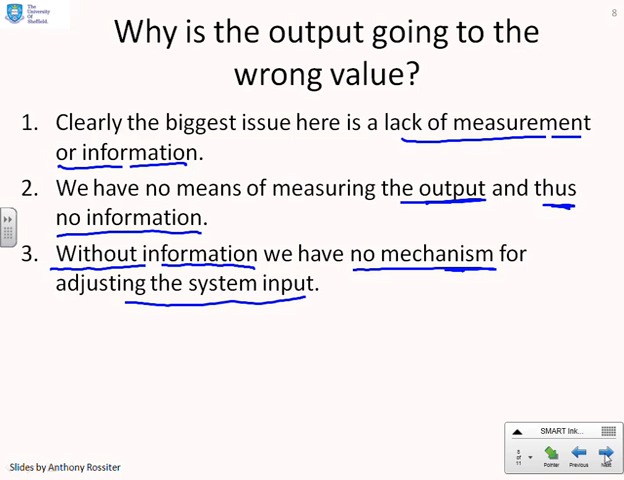 The
University
Of
Sheffield.
8
Why is the output going to the
wrong value?
1. Clearly the biggest issue here is a lack of measurement
or information.
2. We have no means of measuring the output and thus
no information.
3. Without information we have no mechanism for
adjusting the system input.
SMART Ink...
8
of
11
Pointer Previous Next
Slides by Anthony Rossiter